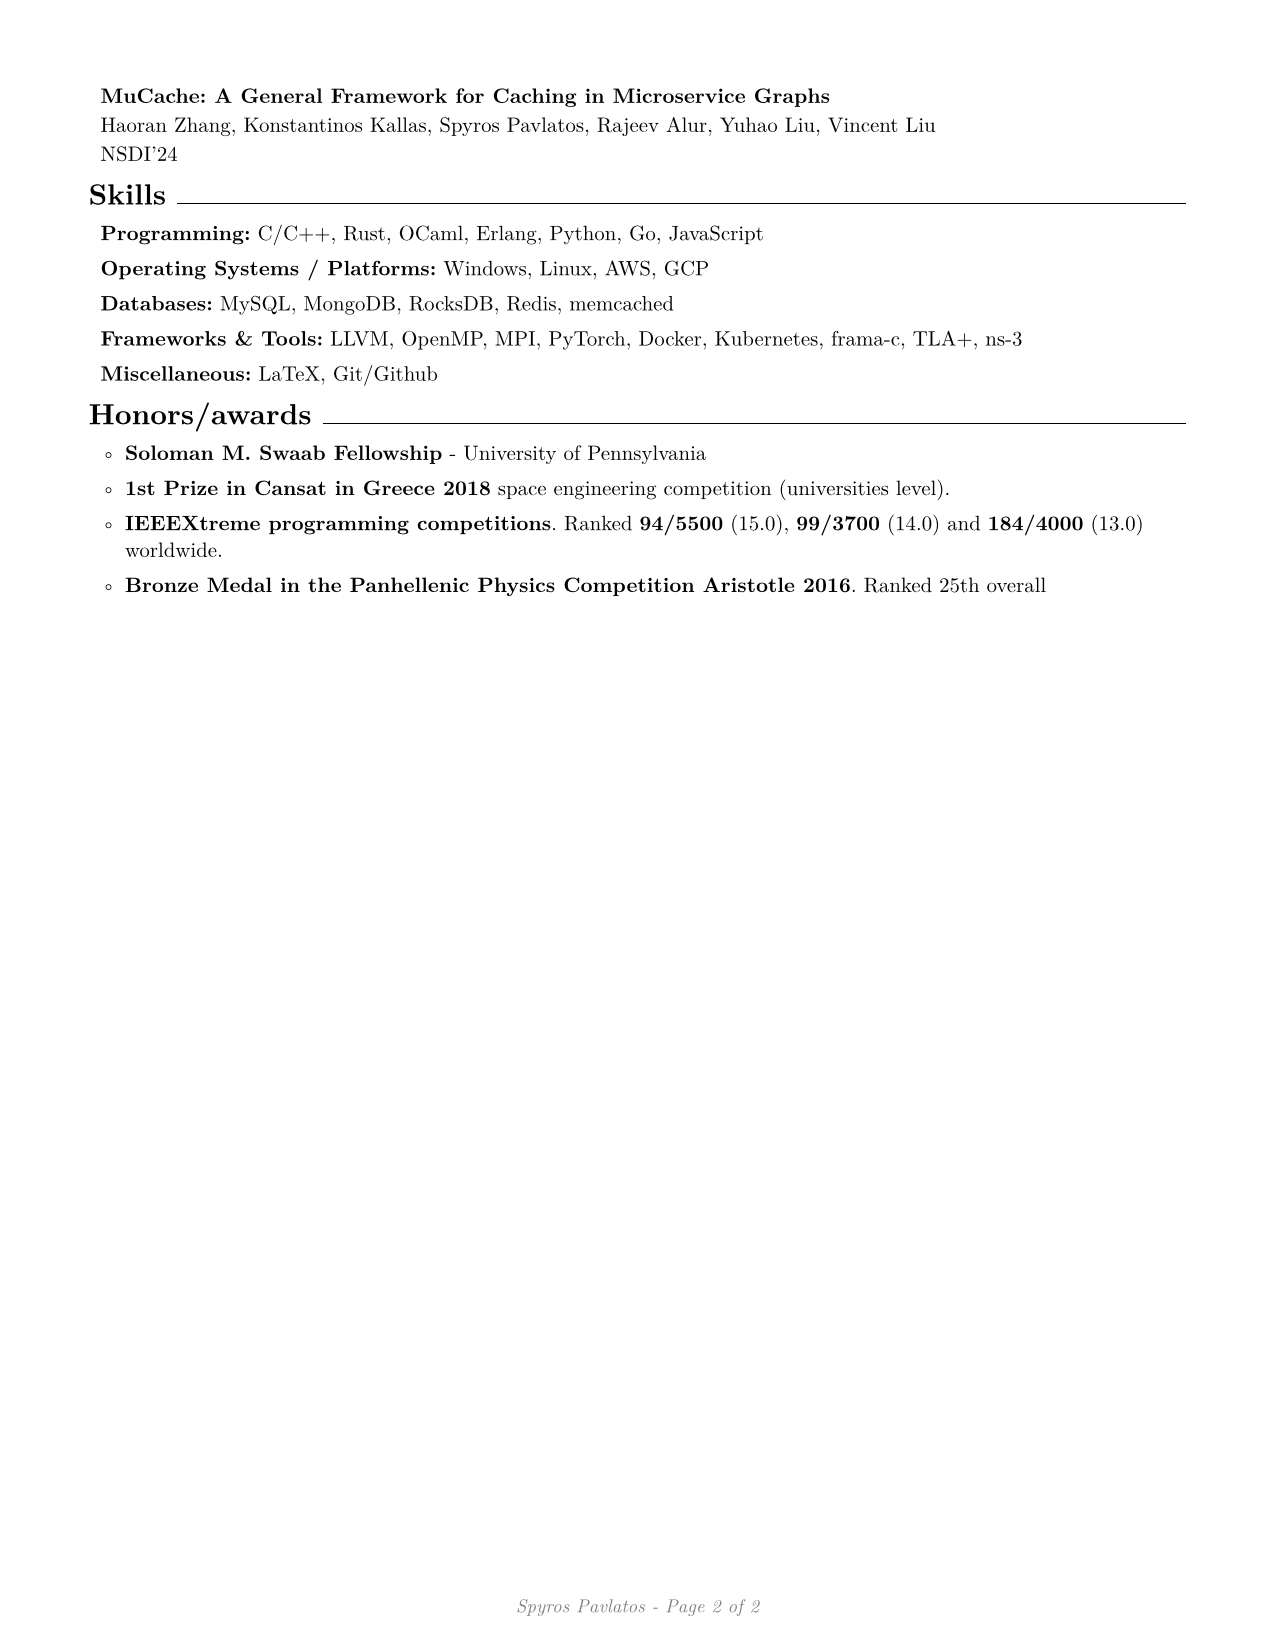 MuCache: A General Framework for Caching in Microservice Graphs
Haoran Zhang, Konstantinos Kallas, Spyros Pavlatos, Rajeev Alur, Yuhao Liu, Vincent Liu
NSDI'24
Skills
Programming: C/C++, Rust, OCaml, Erlang, Python, Go, JavaScript
Operating Systems / Platforms: Windows, Linux, AWS, GCP
Databases: MySQL, MongoDB, RocksDB, Redis, memcached
Frameworks & Tools: LLVM, OpenMP, MPI, PyTorch, Docker, Kubernetes, frama-c, TLA+, ns-3
Miscellaneous: LaTeX, Git/Github
Honors/awards
◦ Soloman M. Swaab Fellowship - University of Pennsylvania
◦ 1st Prize in Cansat in Greece 2018 space engineering competition (universities level).
◦ IEEEXtreme programming competitions. Ranked 94/5500 (15.0), 99/3700 (14.0) and 184/4000 (13.0)
worldwide.
◦ Bronze Medal in the Panhellenic Physics Competition Aristotle 2016. Ranked 25th overall
Spyros Pavlatos - Page 2 of 2